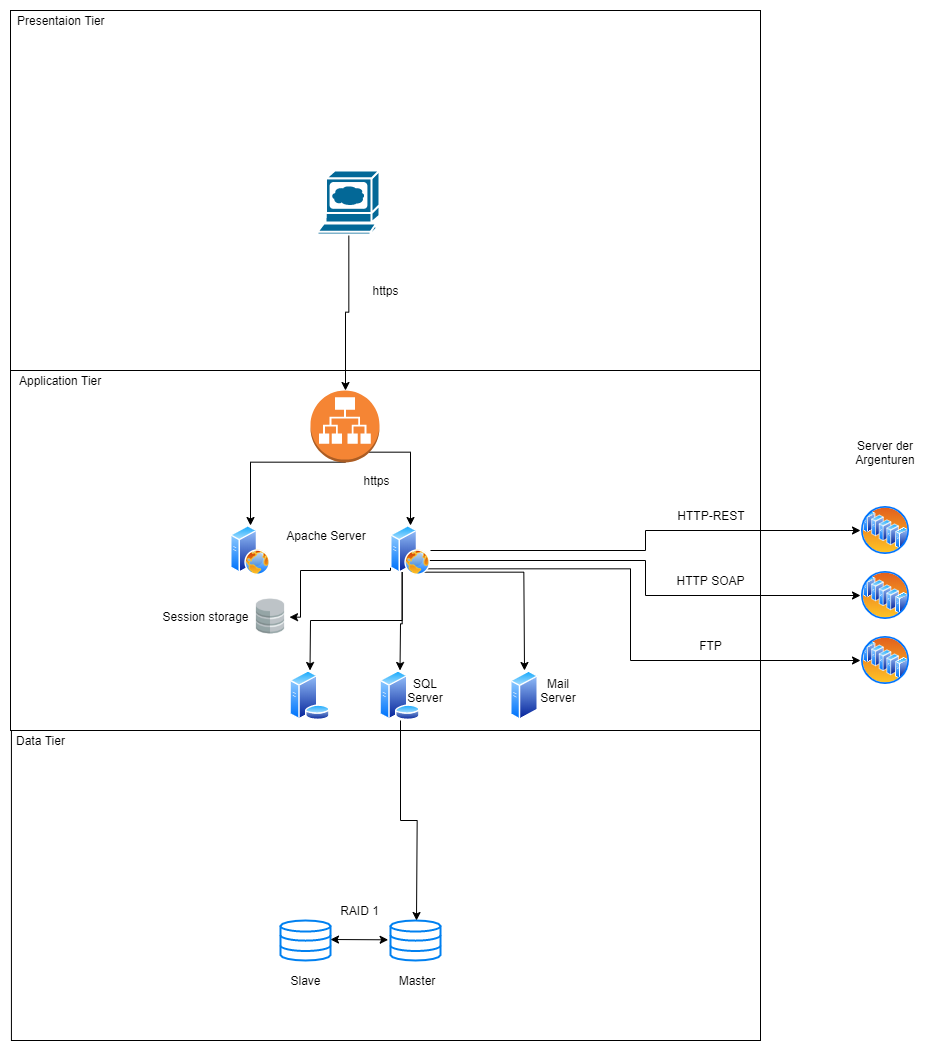 Presentaion Tier
https
Application Tier
https
Apache Server
Session storage
SQL
Server
Mail
Server
Server der
Argenturen
HTTP-REST
HTTP SOAP
FTP
Data Tier
RAID 1
Slave
Master